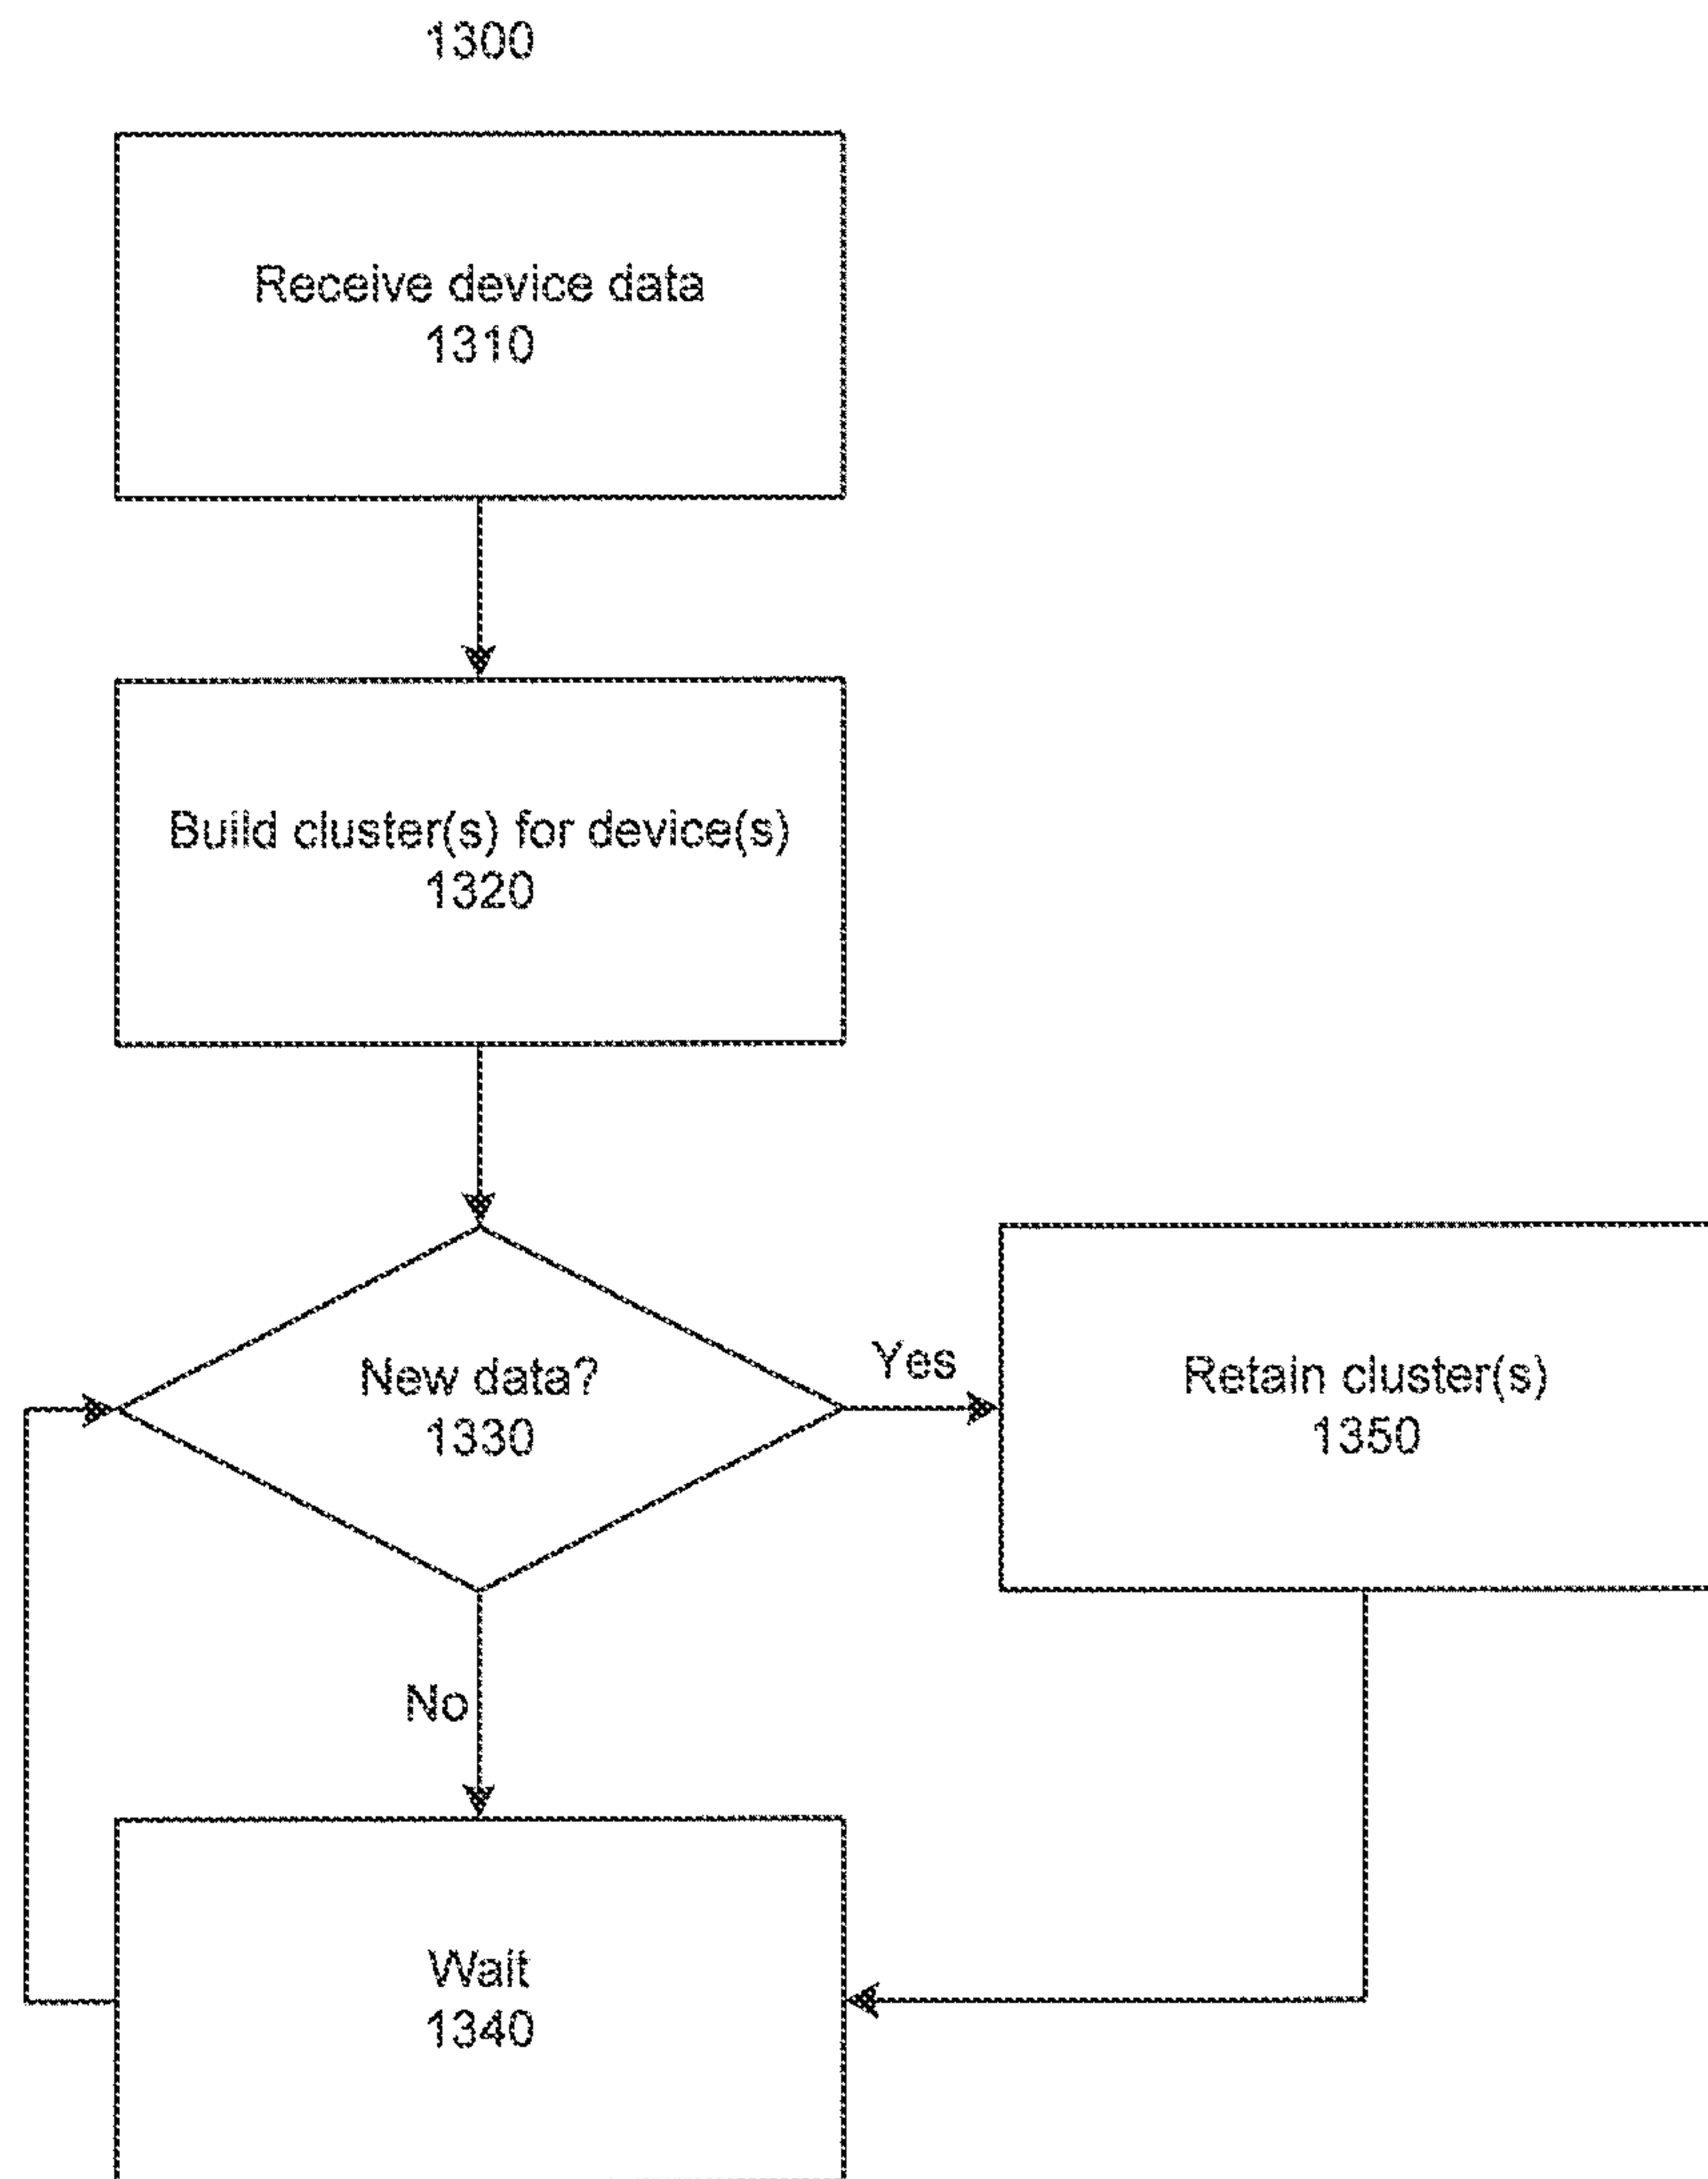 1300
Receive device data
1310
Build cluster(s) for device(s)
1320
New data?
1330
Yes
Retain cluster(s)
1350
No
Wait
1340